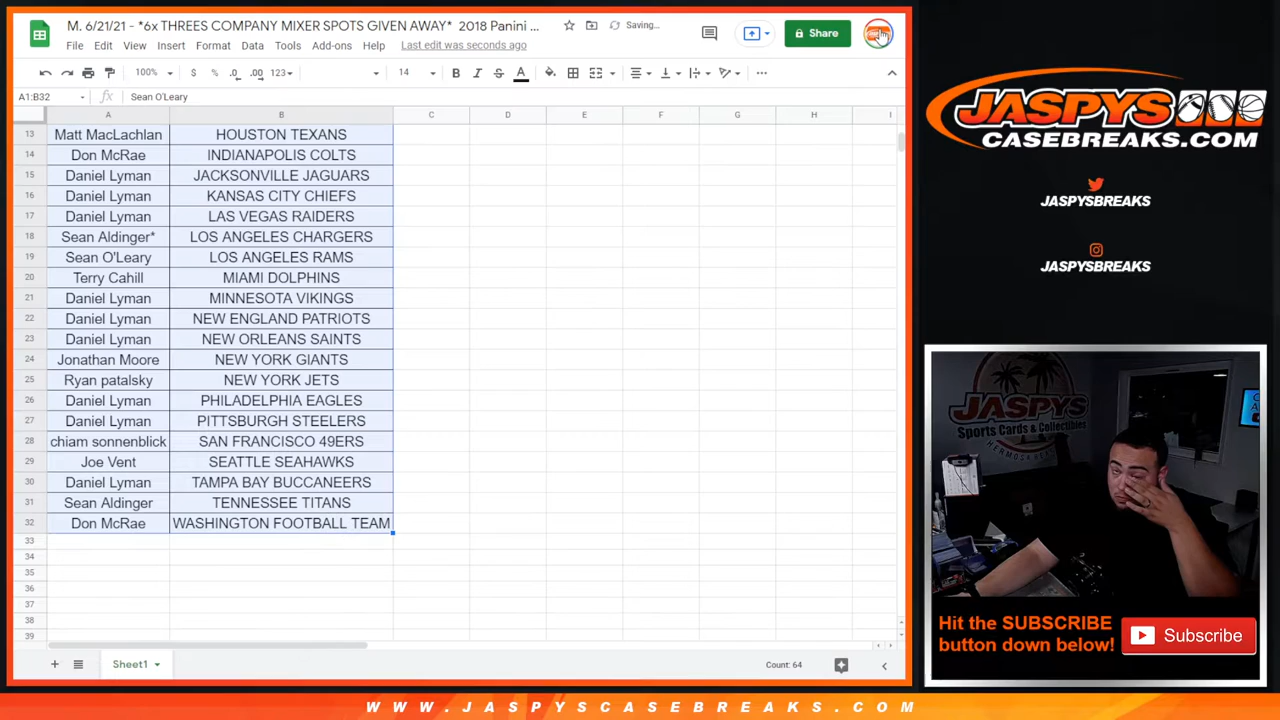 M. 6/21/21 - *6x THREES COMPANY MIXER SPOTS GIVEN AWAY* 2018 Panini ...
Saving...
Share
File Edit View Insert Format Data Tools Add-ons Help Last edit was seconds ago
100% $ % .0 .00 123 14 B I S A
A1:B32 fx Sean O'Leary
A B C D E F G H I
13 Matt MacLachlan HOUSTON TEXANS
14 Don McRae INDIANAPOLIS COLTS
15 Daniel Lyman JACKSONVILLE JAGUARS
16 Daniel Lyman KANSAS CITY CHIEFS
17 Daniel Lyman LAS VEGAS RAIDERS
18 Sean Aldinger* LOS ANGELES CHARGERS
19 Sean O'Leary LOS ANGELES RAMS
20 Terry Cahill MIAMI DOLPHINS
21 Daniel Lyman MINNESOTA VIKINGS
22 Daniel Lyman NEW ENGLAND PATRIOTS
23 Daniel Lyman NEW ORLEANS SAINTS
24 Jonathan Moore NEW YORK GIANTS
25 Ryan patalsky NEW YORK JETS
26 Daniel Lyman PHILADELPHIA EAGLES
27 Daniel Lyman PITTSBURGH STEELERS
28 chiam sonnenblick SAN FRANCISCO 49ERS
29 Joe Vent SEATTLE SEAHAWKS
30 Daniel Lyman TAMPA BAY BUCCANEERS
31 Sean Aldinger TENNESSEE TITANS
32 Don McRae WASHINGTON FOOTBALL TEAM
33
34
35
36
37
38
39
Sheet1
Count: 64
JASPYS
CASEBREAKS.COM
JASPYSBREAKS
JASPYSBREAKS
JASPYS
Sports Cards & Collectibles
Hit the SUBSCRIBE
button down below!
Subscribe
WWW.JASPYSCASEBREAKS.COM